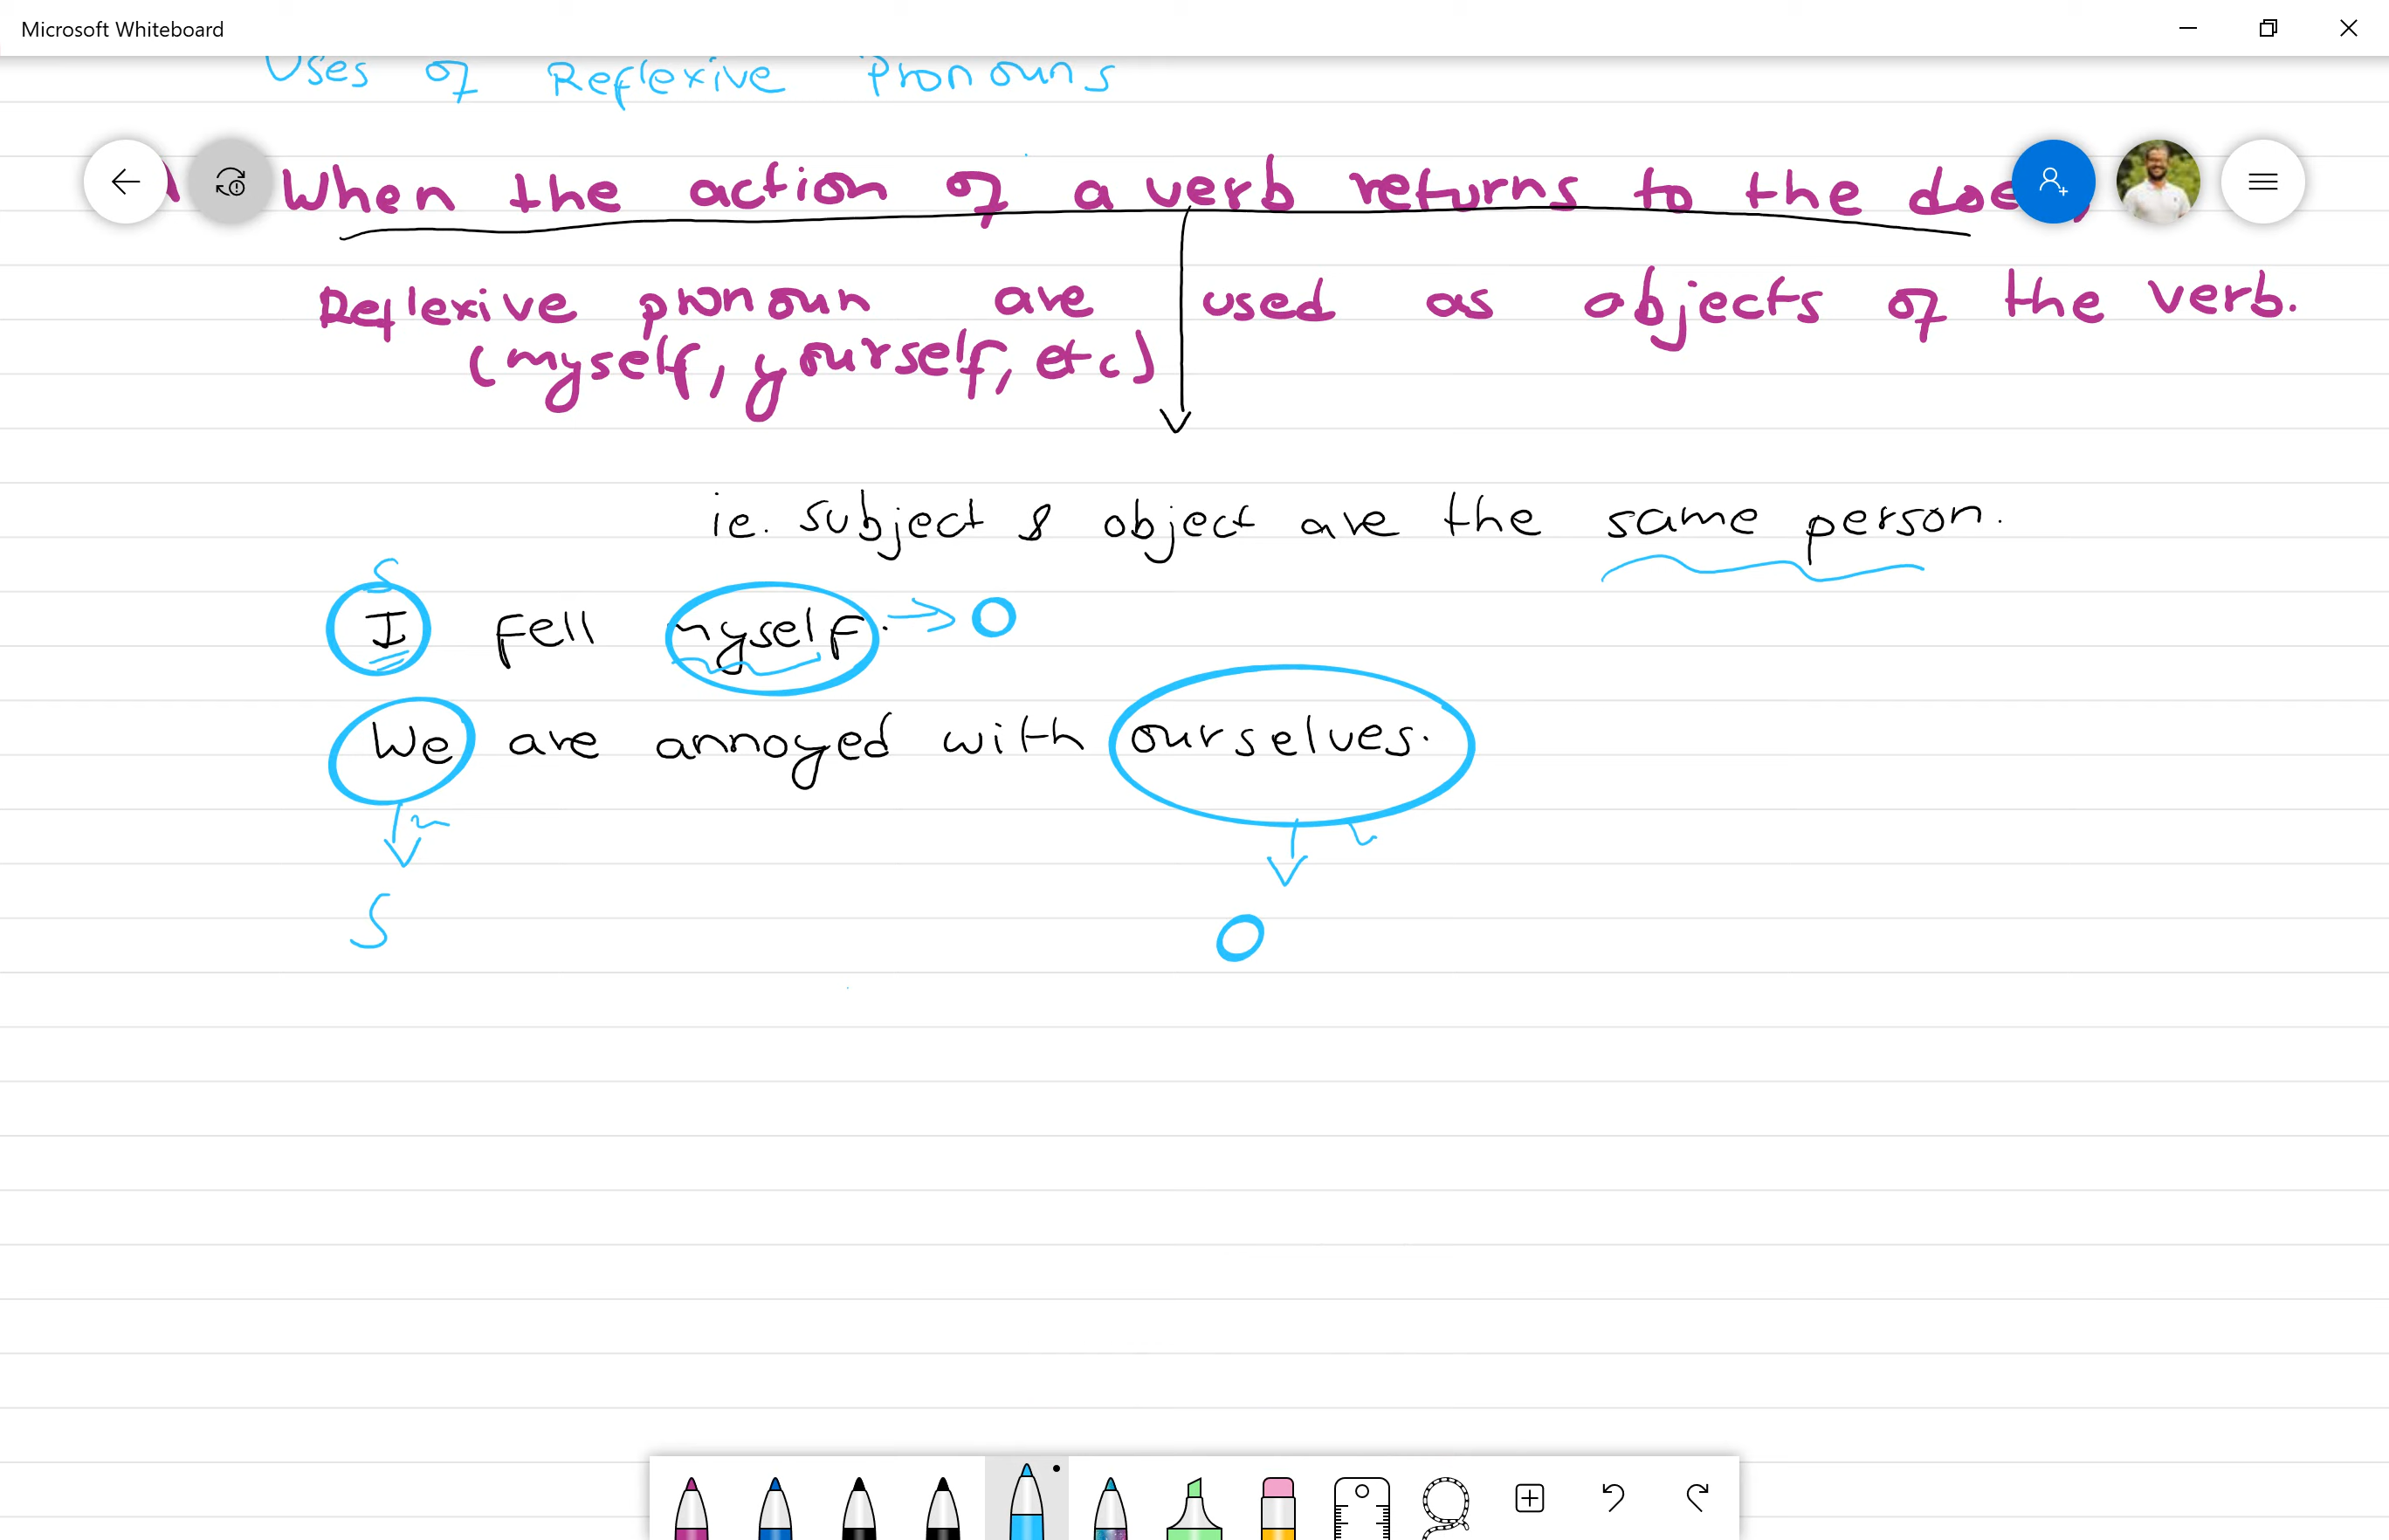 Microsoft Whiteboard
Uses of Reflexive Pronouns
When the action of a verb returns to the doer
Reflexive pronoun are used as objects of the verb.
(myself, yourself, etc)
ie. subject & object are the same person.
S
I fell myself. → O
We are annoyed with ourselves.
S O